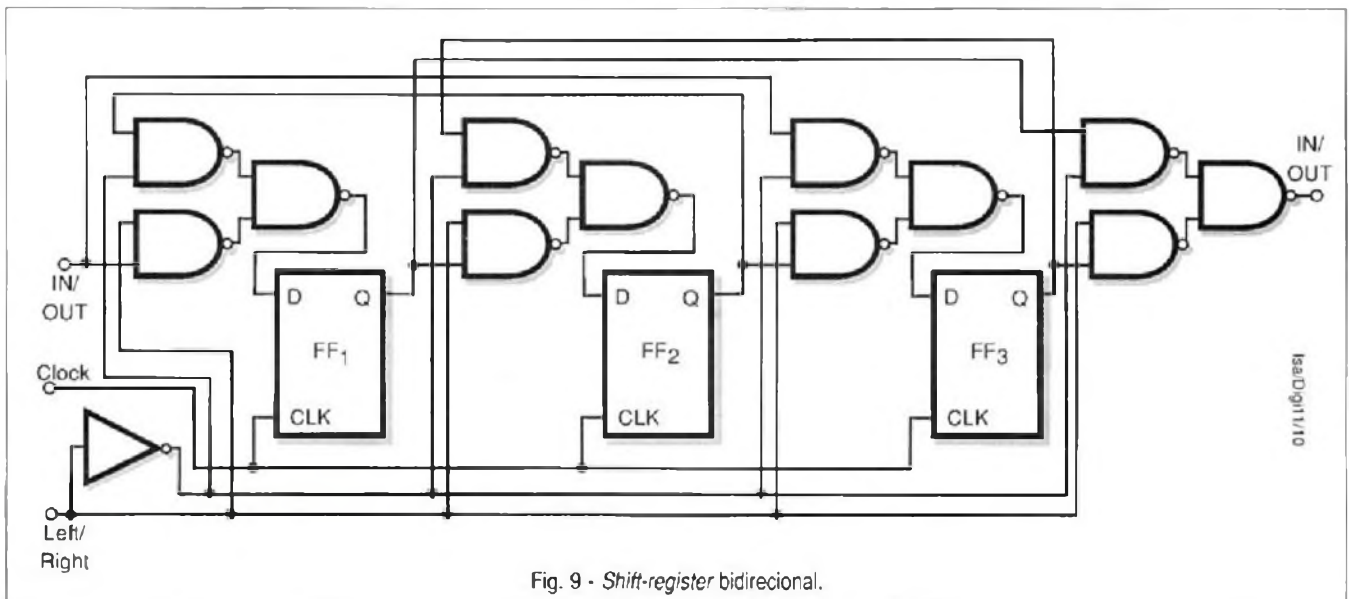 IN/
OUT
IN/
OUT
D Q
FF1
CLK
D Q
FF2
CLK
D Q
FF3
CLK
Clock
Left/
Right
Isa/Digi11/10
Fig. 9 - Shift-register bidirecional.